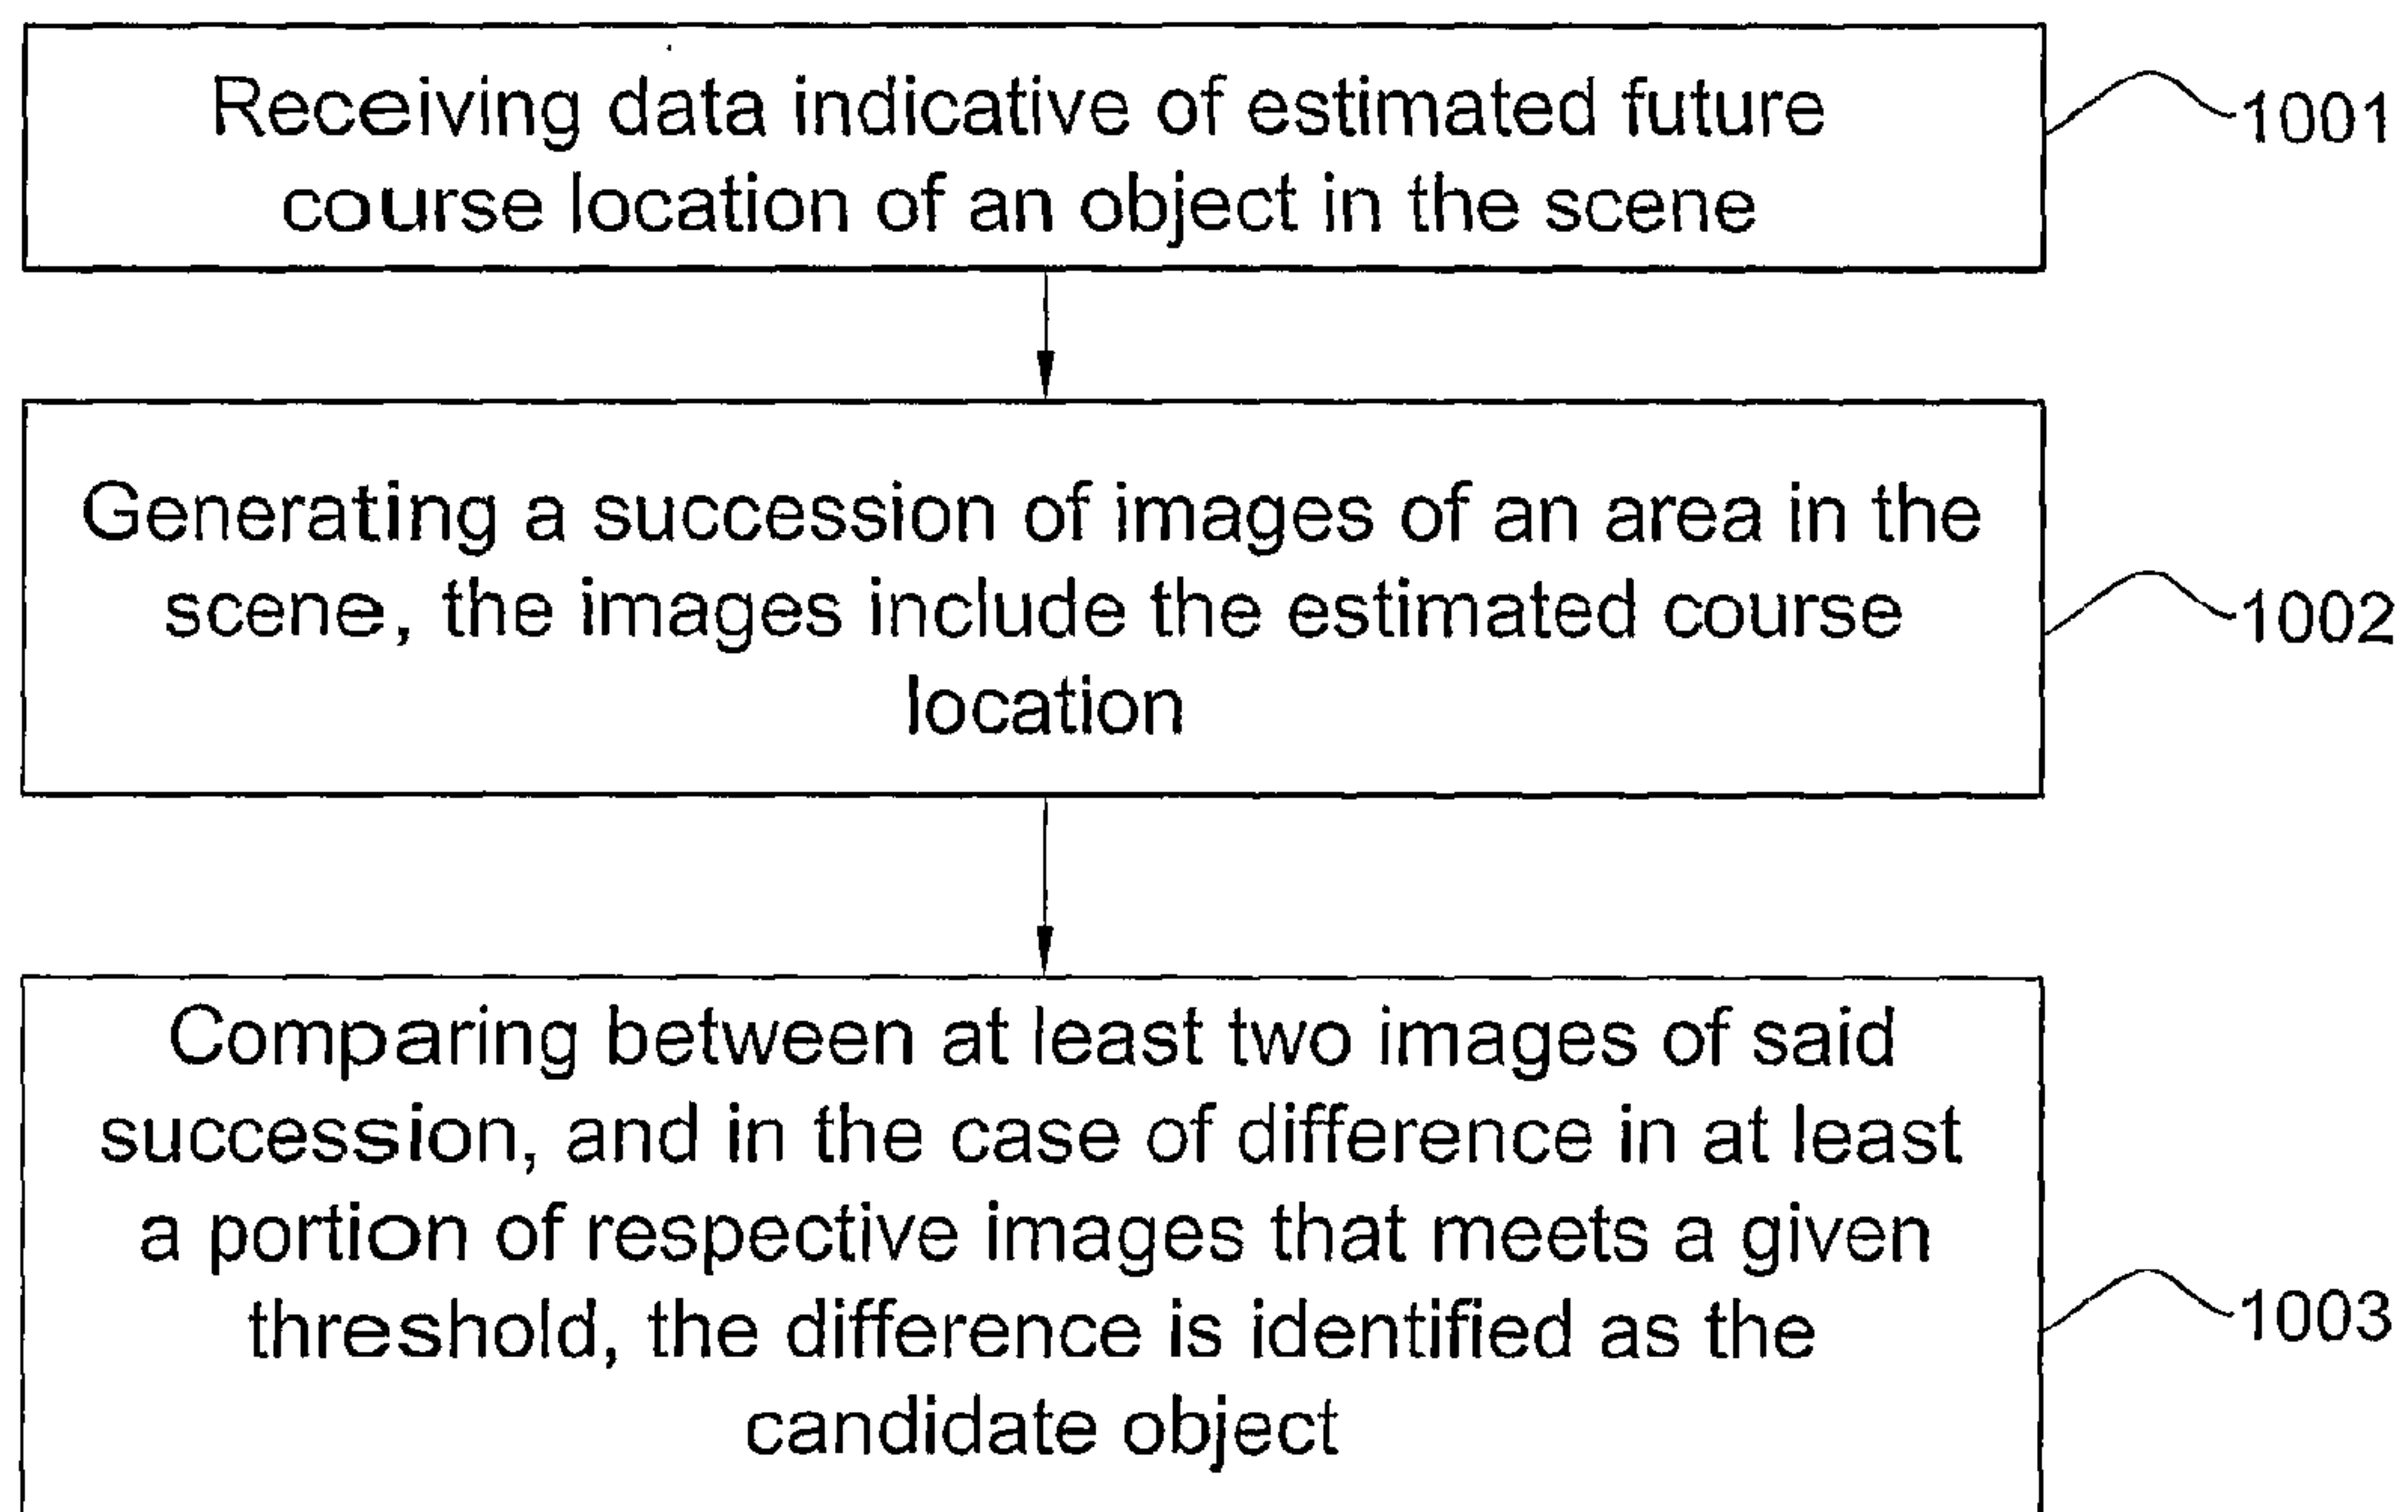 Receiving data indicative of estimated future
course location of an object in the scene
1001
Generating a succession of images of an area in the
scene, the images include the estimated course
location
1002
Comparing between at least two images of said
succession, and in the case of difference in at least
a portion of respective images that meets a given
threshold, the difference is identified as the
candidate object
1003